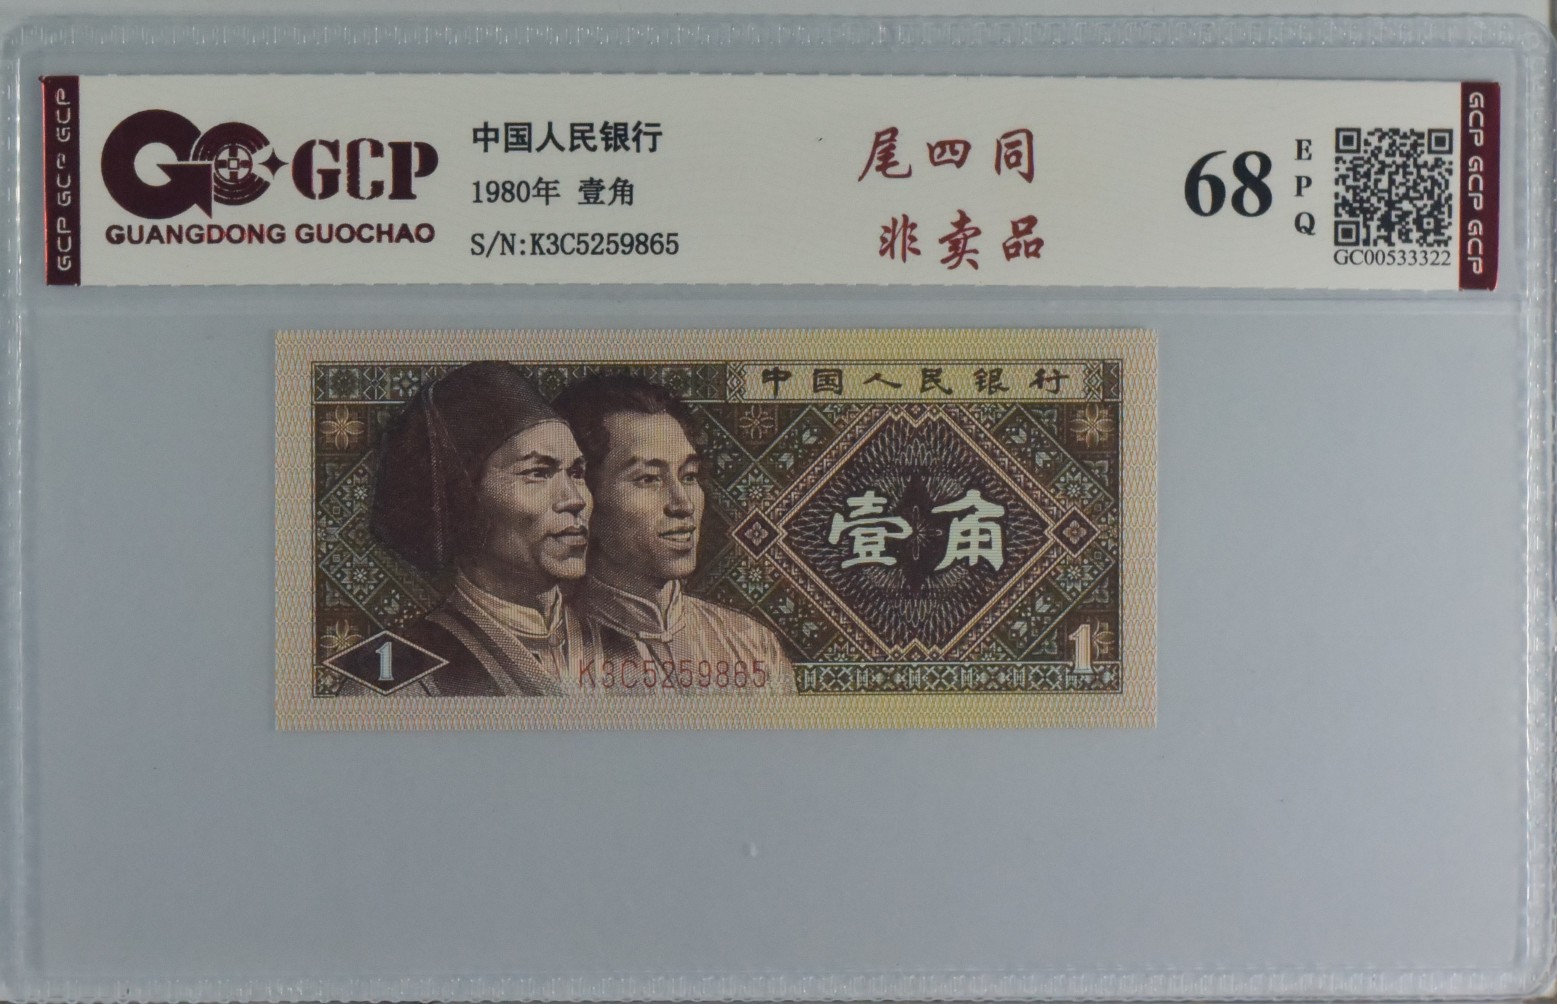 GCP GCP GCP
GCP
GUANGDONG GUOCHAO
中国人民银行
1980年 壹角
S/N:K3C5259865
尾四同
非卖品
68
EPQ
GC00533322
GCP GCP GCP
中国人民银行
壹角
1
K3C5259865
1